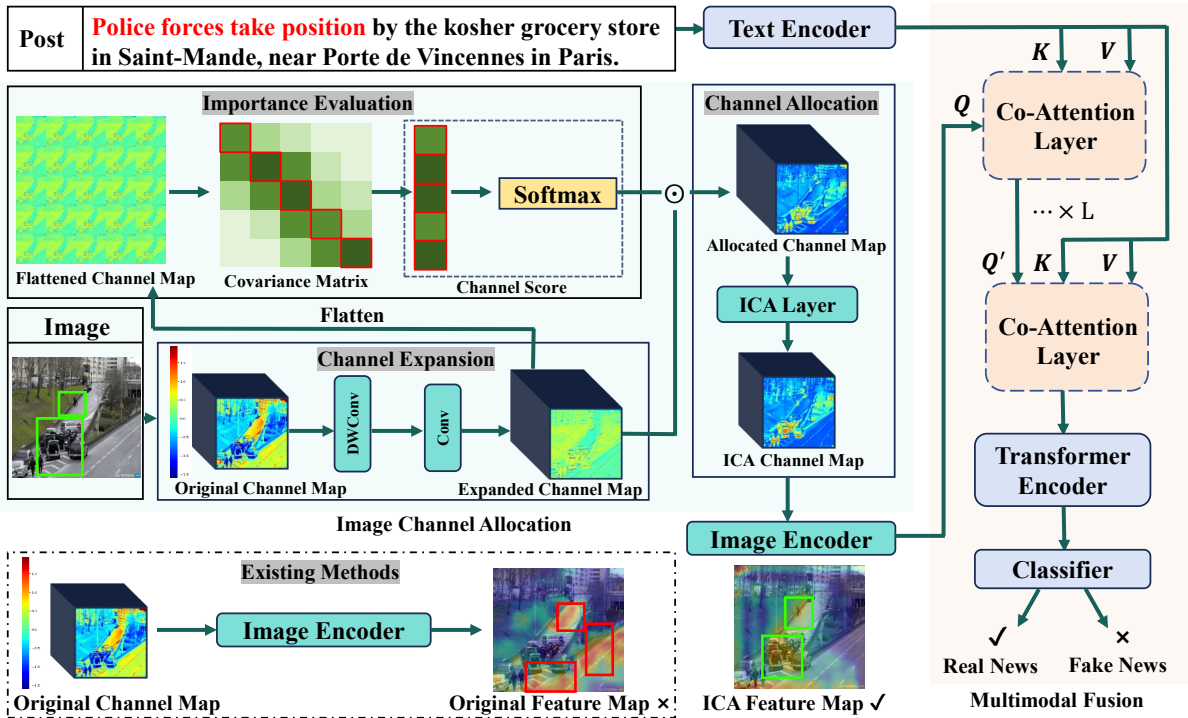 Post
Police forces take position by the kosher grocery store
in Saint-Mande, near Porte de Vincennes in Paris.
Text Encoder
K
V
Importance Evaluation
Flattened Channel Map
Covariance Matrix
Softmax
Channel Score
⊙
Channel Allocation
Allocated Channel Map
ICA Layer
ICA Channel Map
Q
Co-Attention
Layer
⋯ × L
Q′
K
V
Co-Attention
Layer
Flatten
Image
Channel Expansion
Original Channel Map
DWConv
Conv
Expanded Channel Map
Image Channel Allocation
Image Encoder
Transformer
Encoder
Classifier
✓
×
Real News
Fake News
Multimodal Fusion
Existing Methods
Original Channel Map
Image Encoder
Original Feature Map ×
ICA Feature Map ✓